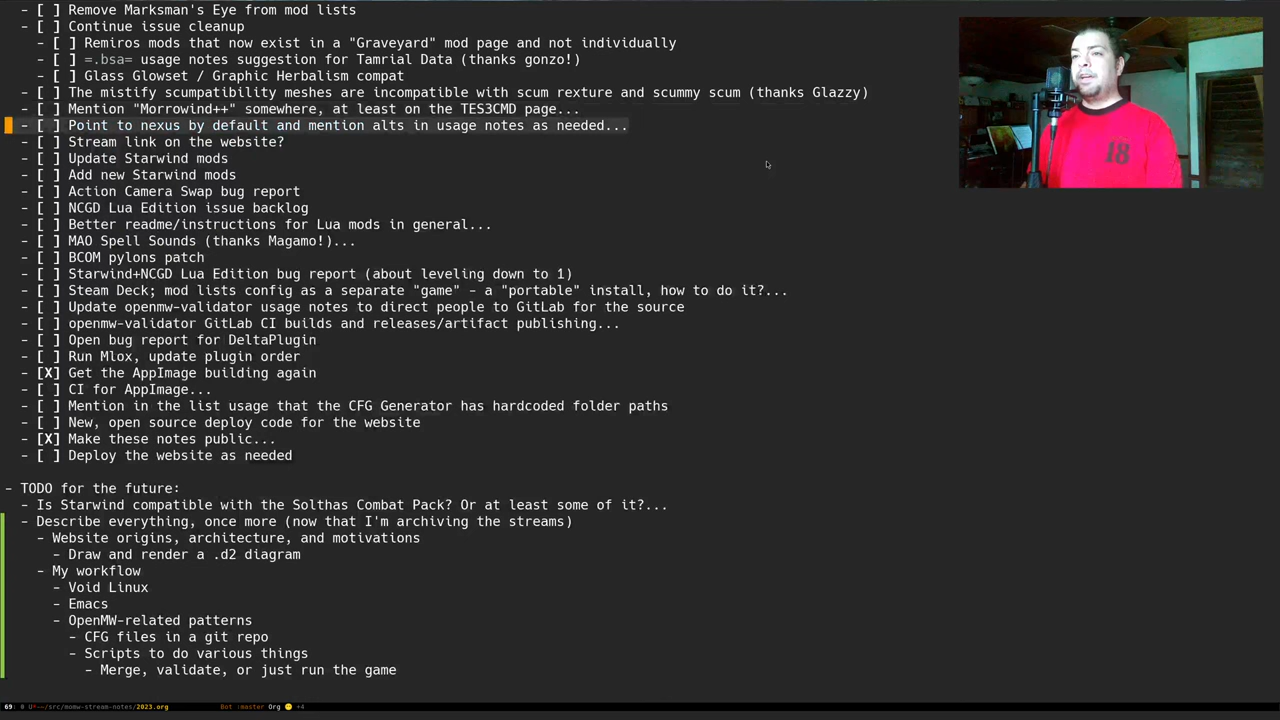 - [ ] Remove Marksman's Eye from mod lists
- [ ] Continue issue cleanup
- [ ] Remiros mods that now exist in a "Graveyard" mod page and not individually
- [ ] =.bsa= usage notes suggestion for Tamrial Data (thanks gonzo!)
- [ ] Glass Glowset / Graphic Herbalism compat
- [ ] The mistify scumpatibility meshes are incompatible with scum rexture and scummy scum (thanks Glazzy)
- [ ] Mention "Morrowind++" somewhere, at least on the TES3CMD page...
- [ ] Point to nexus by default and mention alts in usage notes as needed...
- [ ] Stream link on the website?
- [ ] Update Starwind mods
- [ ] Add new Starwind mods
- [ ] Action Camera Swap bug report
- [ ] NCGD Lua Edition issue backlog
- [ ] Better readme/instructions for Lua mods in general...
- [ ] MAO Spell Sounds (thanks Magamo!)...
- [ ] BCOM pylons patch
- [ ] Starwind+NCGD Lua Edition bug report (about leveling down to 1)
- [ ] Steam Deck; mod lists config as a separate "game" - a "portable" install, how to do it?...
- [ ] Update openmw-validator usage notes to direct people to GitLab for the source
- [ ] openmw-validator GitLab CI builds and releases/artifact publishing...
- [ ] Open bug report for DeltaPlugin
- [ ] Run Mlox, update plugin order
- [X] Get the AppImage building again
- [ ] CI for AppImage...
- [ ] Mention in the list usage that the CFG Generator has hardcoded folder paths
- [ ] New, open source deploy code for the website
- [X] Make these notes public...
- [ ] Deploy the website as needed
- TODO for the future:
- Is Starwind compatible with the Solthas Combat Pack? Or at least some of it?...
- Describe everything, once more (now that I'm archiving the streams)
- Website origins, architecture, and motivations
- Draw and render a .d2 diagram
- My workflow
- Void Linux
- Emacs
- OpenMW-related patterns
- CFG files in a git repo
- Scripts to do various things
- Merge, validate, or just run the game
18
69: 0 U*-~/src/momw-stream-notes/2023.org Bot :master Org +4